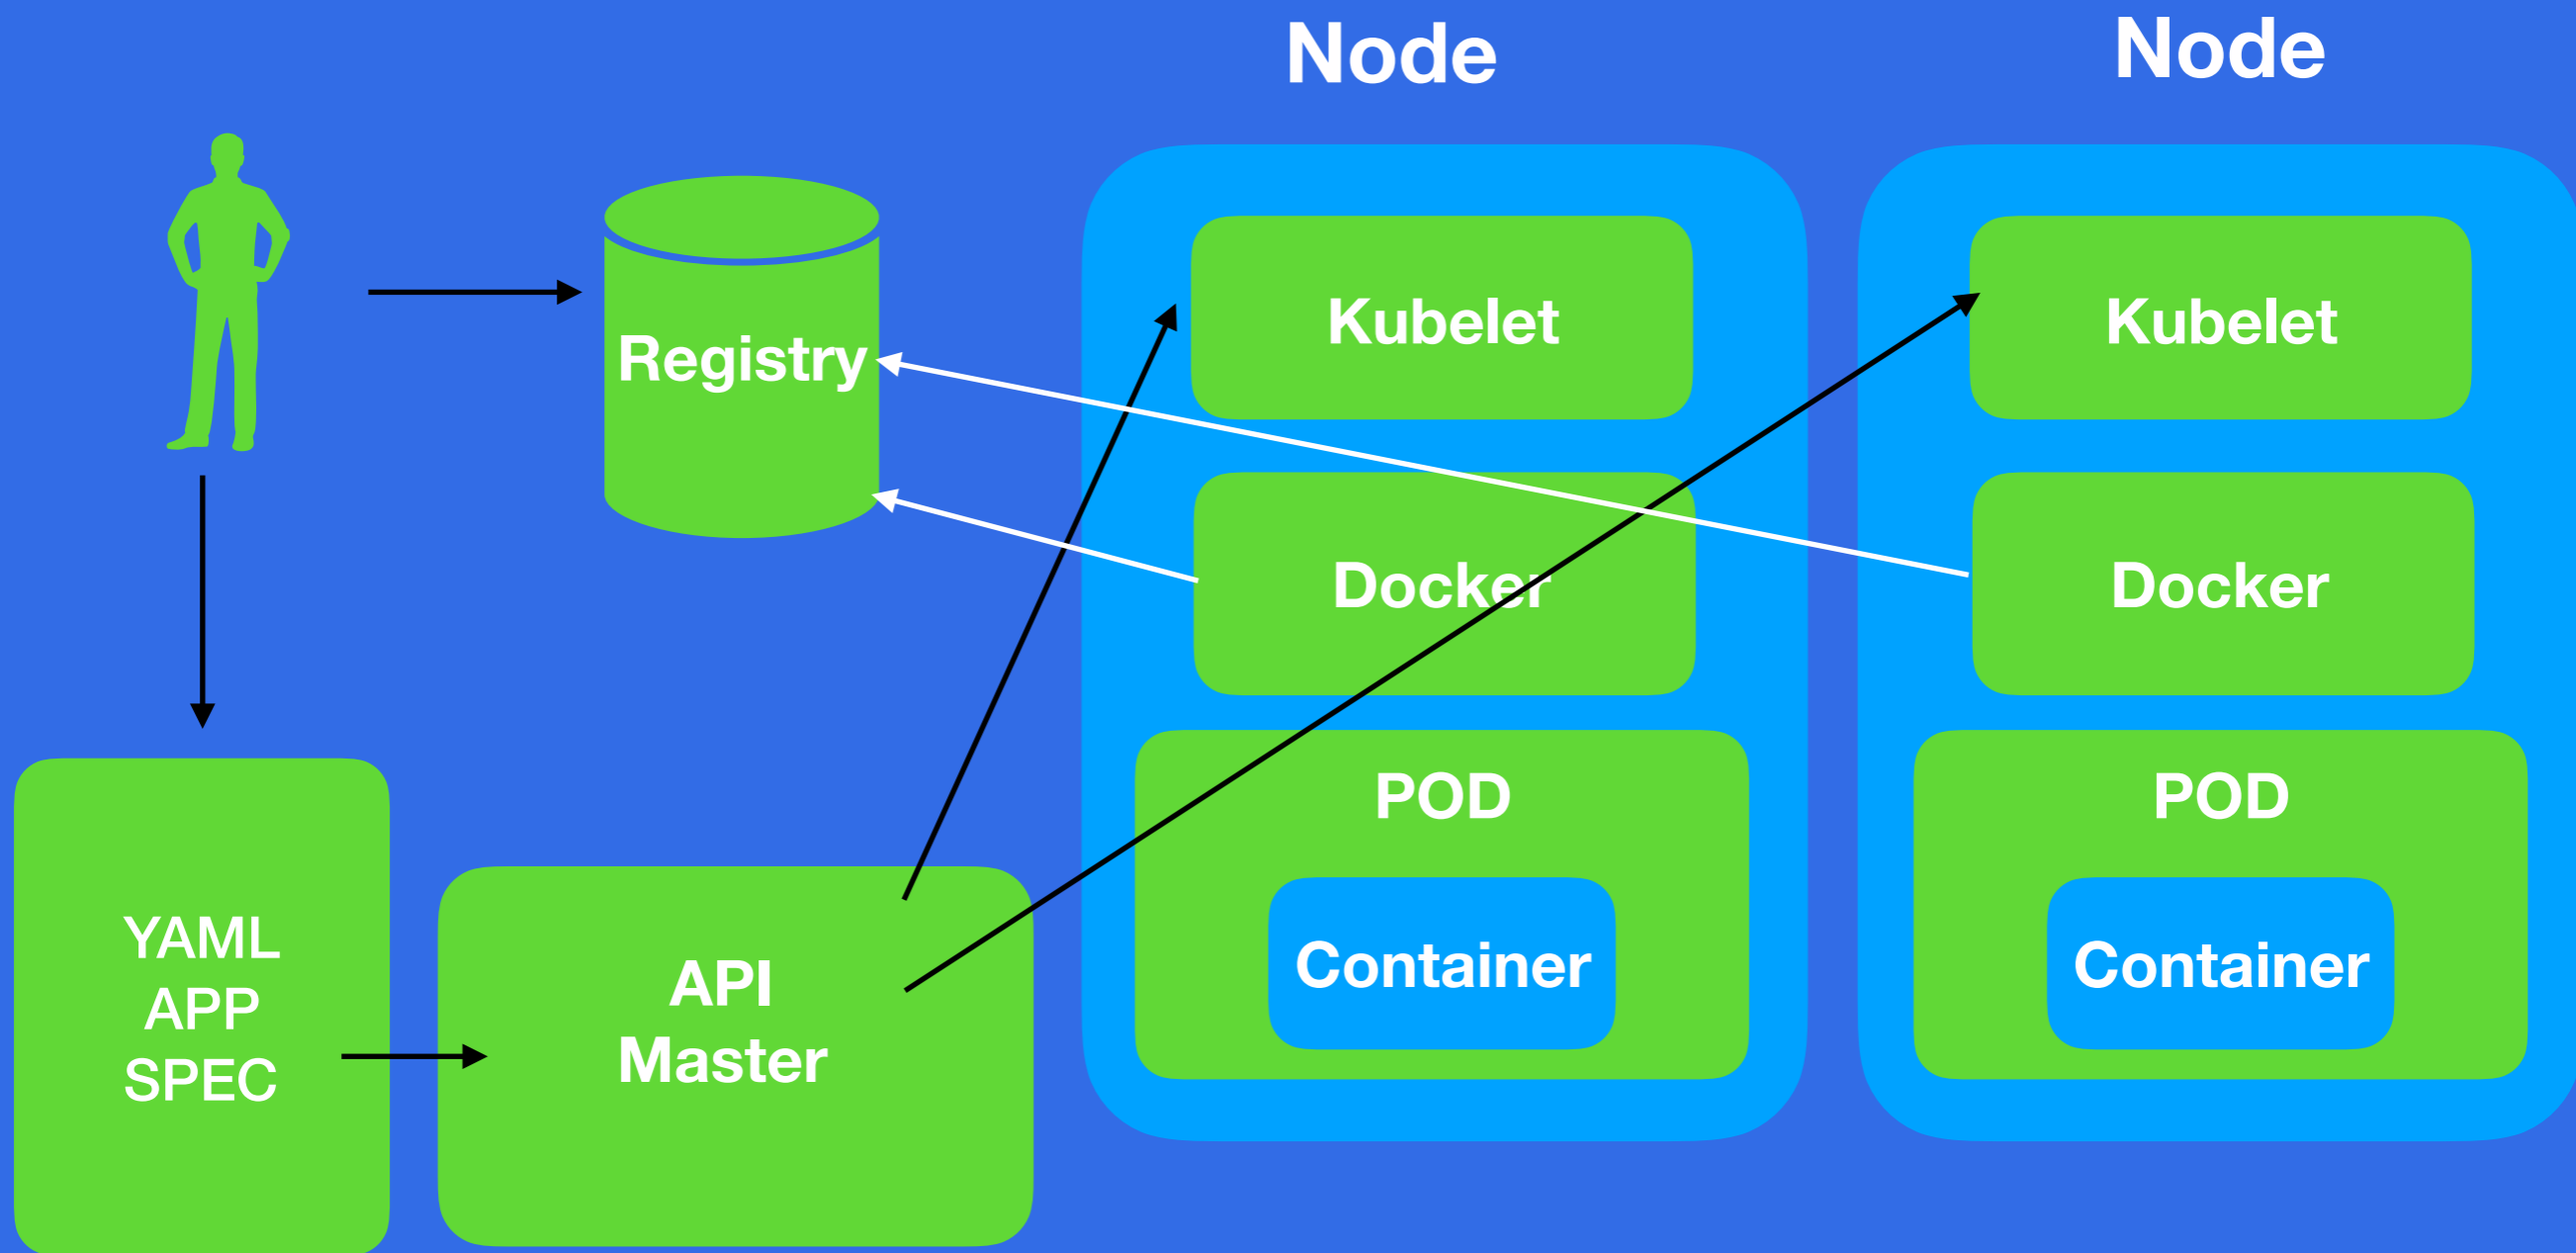 Node
Node
Registry
Kubelet
Kubelet
Docker
Docker
POD
POD
Container
Container
YAML
APP
SPEC
API
Master